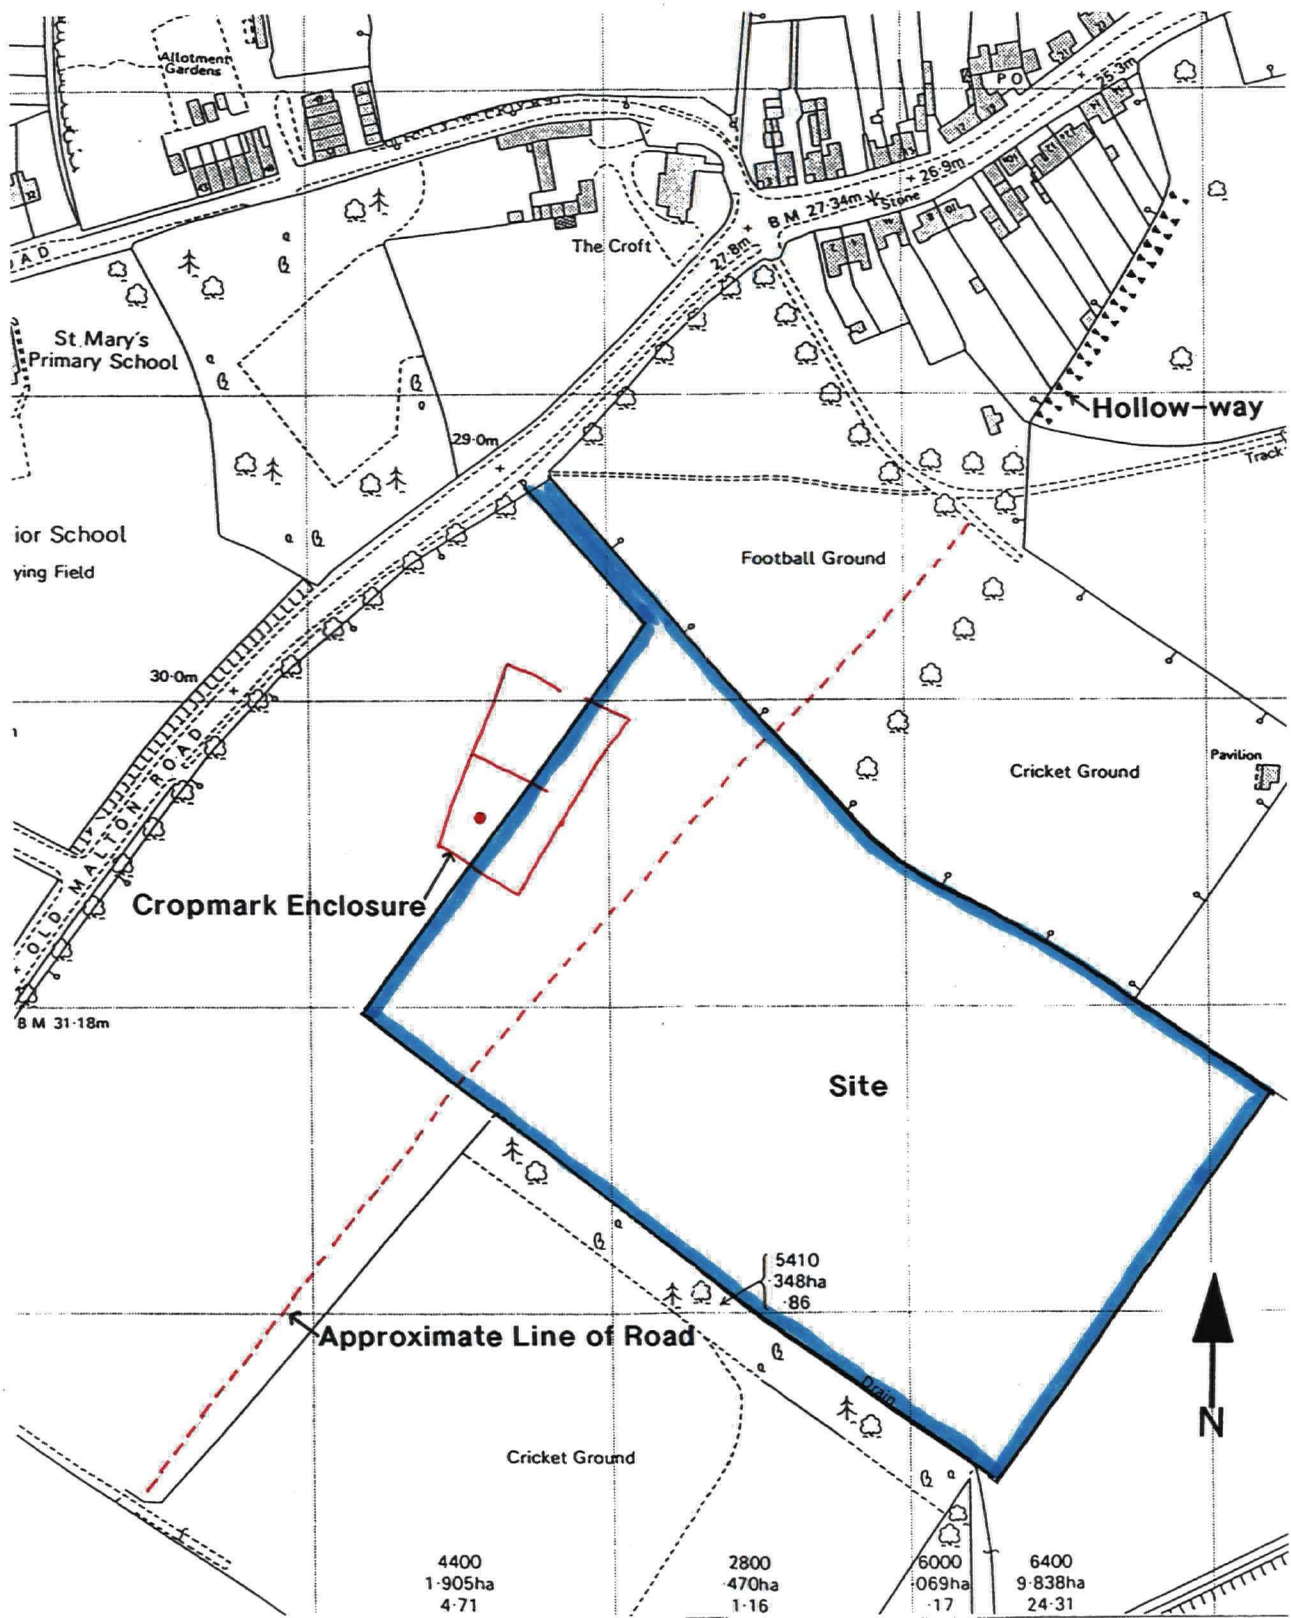 Allotment
Gardens
P O
25·3m
26·9m
B M 27·34m
Stone
27·8m
The Croft
OAD
St. Mary's
Primary School
Hollow-way
29·0m
Track
ior School
Football Ground
ying Field
30·0m
Cricket Ground
Pavilion
OLD MALTON ROAD
Cropmark Enclosure
B M 31·18m
Site
5410
·348ha
·86
Approximate Line of Road
Drain
N
Cricket Ground
4400
1·905ha
4·71
2800
·470ha
1·16
6000
·069ha
·17
6400
9·838ha
24·31